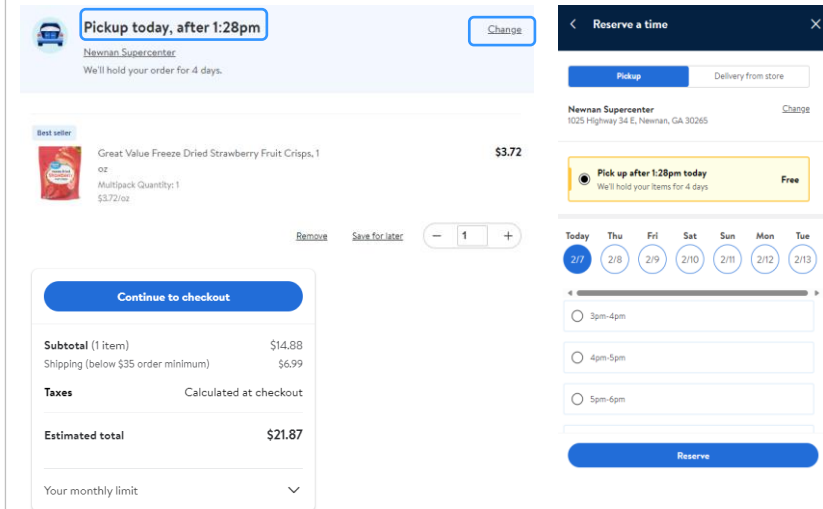 Pickup today, after 1:28pm
Change
Newnan Supercenter
We'll hold your order for 4 days.
Best seller
Great Value Freeze Dried Strawberry Fruit Crisps, 1
oz
$3.72
Multipack Quantity: 1
$3.72/oz
Remove
Save for later
− 1 +
Continue to checkout
Subtotal (1 item) $14.88
Shipping (below $35 order minimum) $6.99
Taxes Calculated at checkout
Estimated total $21.87
Your monthly limit
Reserve a time
Pickup
Delivery from store
Newnan Supercenter
Change
1025 Highway 34 E, Newnan, GA 30265
Pick up after 1:28pm today
We'll hold your items for 4 days
Free
Today Thu Fri Sat Sun Mon Tue
2/7 2/8 2/9 2/10 2/11 2/12 2/13
3pm-4pm
4pm-5pm
5pm-6pm
Reserve